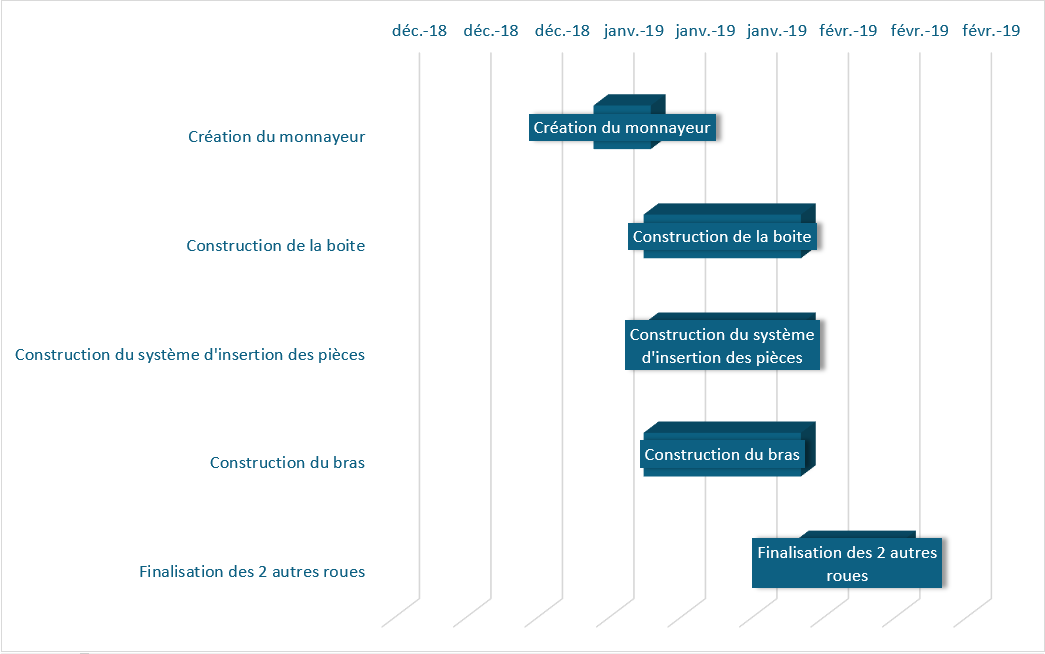 déc.-18 déc.-18 déc.-18 janv.-19 janv.-19 janv.-19 févr.-19 févr.-19 févr.-19
Création du monnayeur
Création du monnayeur
Construction de la boite
Construction de la boite
Construction du système d'insertion des pièces
Construction du système
d'insertion des pièces
Construction du bras
Construction du bras
Finalisation des 2 autres roues
Finalisation des 2 autres
roues